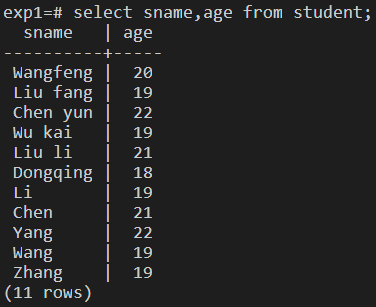 exp1=# select sname,age from student;
  sname   | age
----------+-----
 Wangfeng |  20
 Liu fang |  19
 Chen yun |  22
 Wu kai   |  19
 Liu li   |  21
 Dongqing |  18
 Li       |  19
 Chen     |  21
 Yang     |  22
 Wang     |  19
 Zhang    |  19
(11 rows)